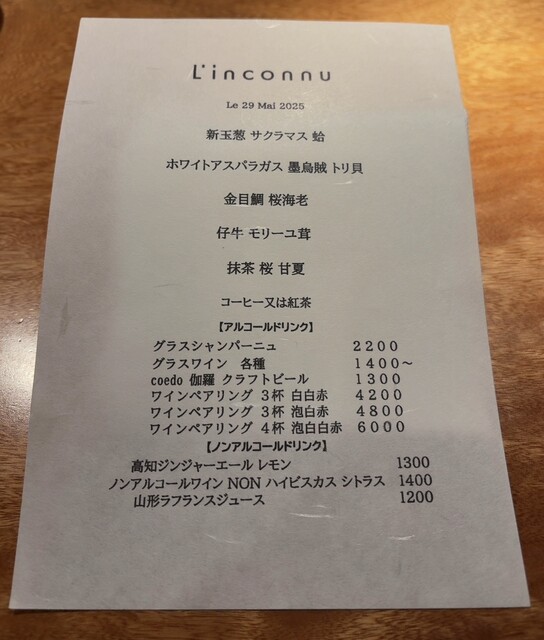 L'inconnu
Le 29 Mai 2025
新玉葱 サクラマス 蛤
ホワイトアスパラガス 墨烏賊 トリ貝
金目鯛 桜海老
仔牛 モリーユ茸
抹茶 桜 甘夏
コーヒー又は紅茶
【アルコールドリンク】
グラスシャンパーニュ 2200
グラスワイン 各種 1400～
coedo 伽羅 クラフトビール 1300
ワインペアリング 3杯 白白赤 4200
ワインペアリング 3杯 泡白赤 4800
ワインペアリング 4杯 泡白白赤 6000
【ノンアルコールドリンク】
高知ジンジャーエール レモン 1300
ノンアルコールワイン NON ハイビスカス シトラス 1400
山形ラフランスジュース 1200